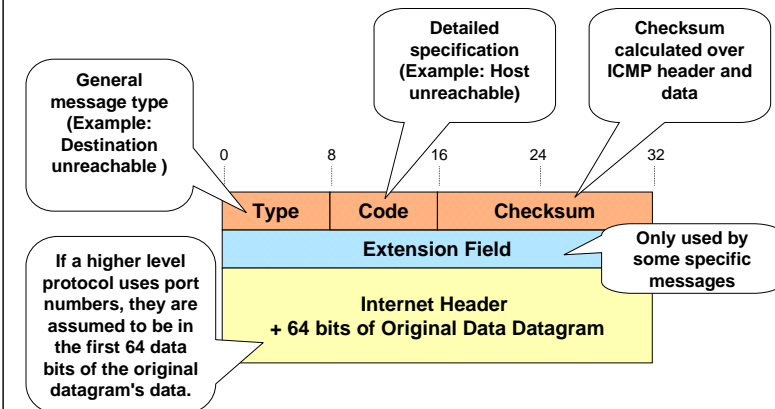 Detailed
specification
(Example: Host
unreachable)
Checksum
calculated over
ICMP header and
data
General
message type
(Example:
Destination
unreachable )
0 8 16 24 32
Type Code Checksum
Extension Field
Only used by
some specific
messages
If a higher level
protocol uses port
numbers, they are
assumed to be in
the first 64 data
bits of the original
datagram's data.
Internet Header
+ 64 bits of Original Data Datagram